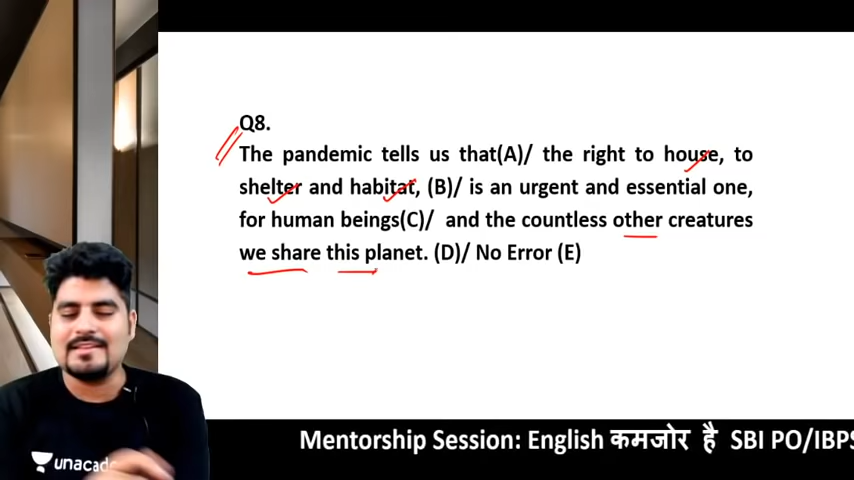 Q8.
The pandemic tells us that(A)/ the right to house, to
shelter and habitat, (B)/ is an urgent and essential one,
for human beings(C)/ and the countless other creatures
we share this planet. (D)/ No Error (E)
unacade
Mentorship Session: English कमजोर है SBI PO/IBPS